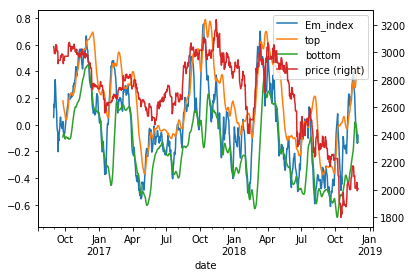 Em_index
top
bottom
price (right)
0.8
0.6
0.4
0.2
0.0
−0.2
−0.4
−0.6
3200
3000
2800
2600
2400
2200
2000
1800
Oct Jan Apr Jul Oct Jan Apr Jul Oct Jan
2017 2018 2019
date